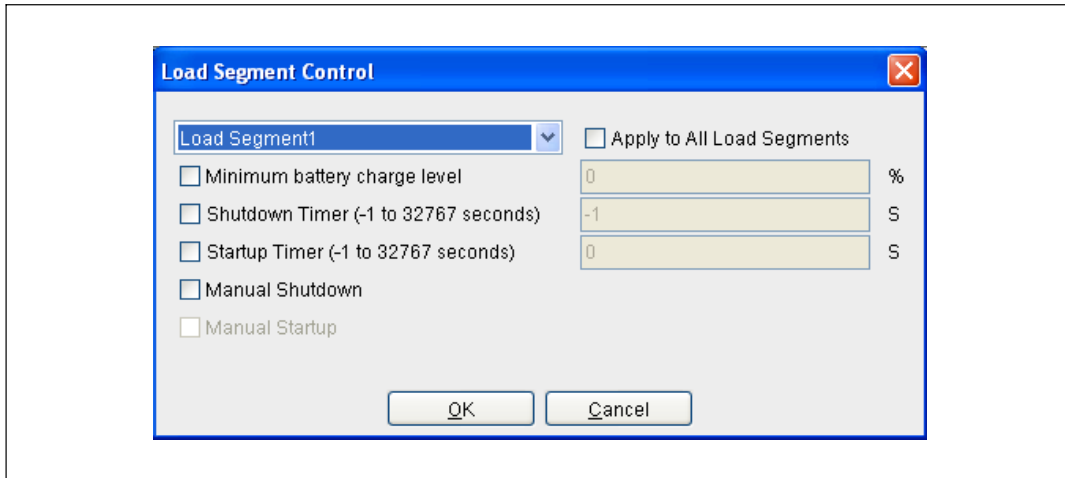 Load Segment Control
Load Segment1
Apply to All Load Segments
Minimum battery charge level
0
%
Shutdown Timer (-1 to 32767 seconds)
-1
S
Startup Timer (-1 to 32767 seconds)
0
S
Manual Shutdown
Manual Startup
OK
Cancel